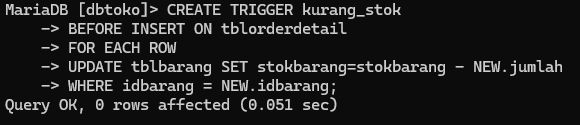 MariaDB [dbtoko]> CREATE TRIGGER kurang_stok
    -> BEFORE INSERT ON tblorderdetail
    -> FOR EACH ROW
    -> UPDATE tblbarang SET stokbarang=stokbarang - NEW.jumlah
    -> WHERE idbarang = NEW.idbarang;
Query OK, 0 rows affected (0.051 sec)